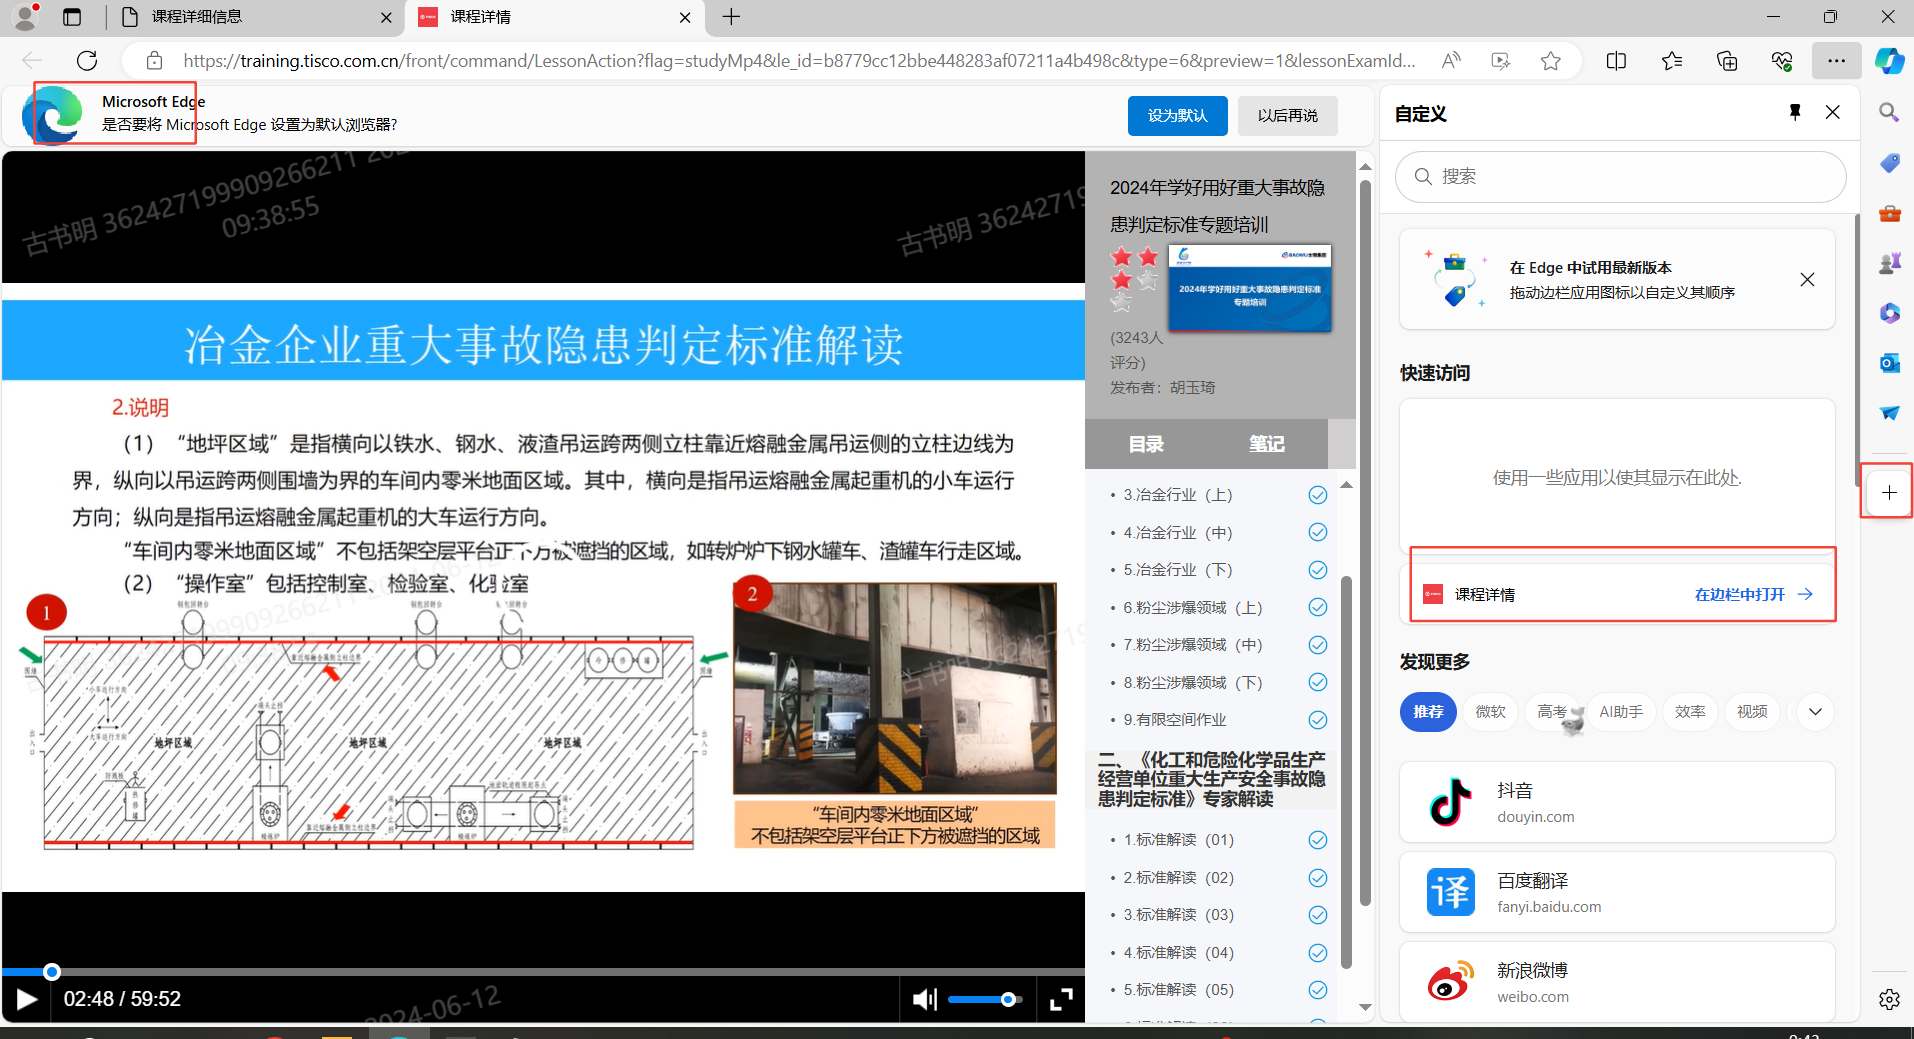 课程详细信息
课程详情
https://training.tisco.com.cn/front/command/LessonAction?flag=studyMp4&le_id=b8779cc12bbe448283af07211a4b498c&type=6&preview=1&lessonExamId...
Microsoft Edge
是否要将 Microsoft Edge 设置为默认浏览器?
设为默认
以后再说
古书明 362427199909266211
09:38:55
古书明 3624271
冶金企业重大事故隐患判定标准解读
2.说明
（1）“地坪区域”是指横向以铁水、钢水、液渣吊运跨两侧立柱靠近熔融金属吊运侧的立柱边线为
界，纵向以吊运跨两侧围墙为界的车间内零米地面区域。其中，横向是指吊运熔融金属起重机的小车运行
方向；纵向是指吊运熔融金属起重机的大车运行方向。
“车间内零米地面区域”不包括架空层平台正下方被遮挡的区域，如转炉炉下钢水罐车、渣罐车行走区域。
（2）“操作室”包括控制室、检验室、化验室
1
2
地坪区域
地坪区域
地坪区域
“车间内零米地面区域”
不包括架空层平台正下方被遮挡的区域
02:48 / 59:52
2024-06-12
2024年学好用好重大事故隐
患判定标准专题培训
2024年学好用好重大事故隐患判定标准
专题培训
(3243人
评分)
发布者：胡玉琦
目录
笔记
3.冶金行业（上）
4.冶金行业（中）
5.冶金行业（下）
6.粉尘涉爆领域（上）
7.粉尘涉爆领域（中）
8.粉尘涉爆领域（下）
9.有限空间作业
二、《化工和危险化学品生产
经营单位重大生产安全事故隐
患判定标准》专家解读
1.标准解读（01）
2.标准解读（02）
3.标准解读（03）
4.标准解读（04）
5.标准解读（05）
自定义
搜索
在 Edge 中试用最新版本
拖动边栏应用图标以自定义其顺序
快速访问
使用一些应用以使其显示在此处.
课程详情
在边栏中打开
发现更多
推荐
微软
高考
AI助手
效率
视频
抖音
douyin.com
译
百度翻译
fanyi.baidu.com
新浪微博
weibo.com